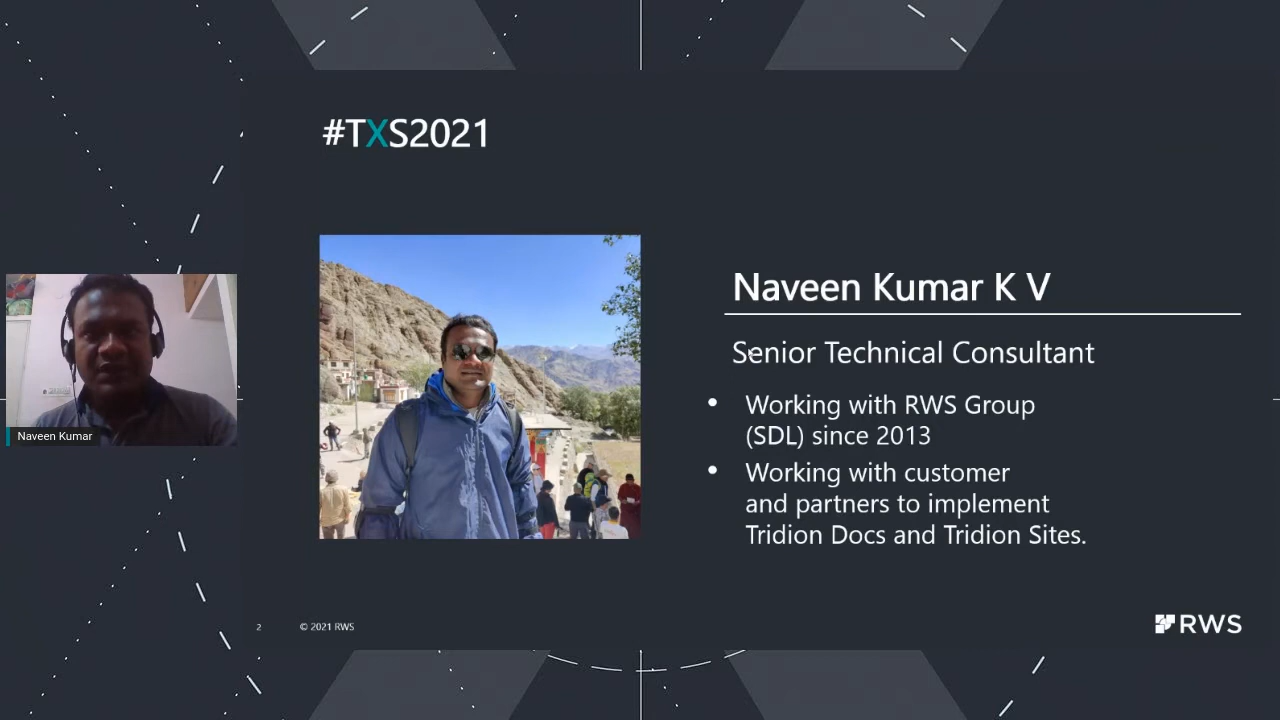 #TXS2021
Naveen Kumar
Naveen Kumar K V
Senior Technical Consultant
• Working with RWS Group
(SDL) since 2013
• Working with customer
and partners to implement
Tridion Docs and Tridion Sites.
2
© 2021 RWS
RWS